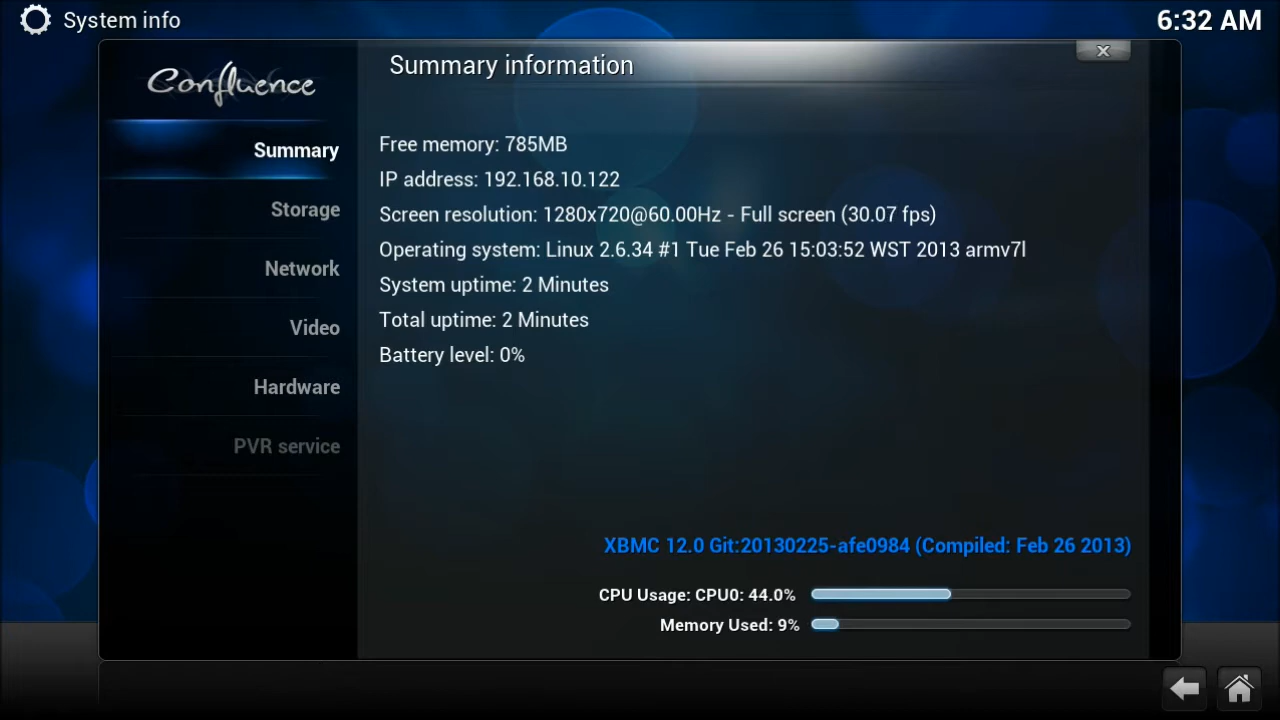 System info
6:32 AM
Confluence
Summary information
Summary
Storage
Network
Video
Hardware
PVR service
Free memory: 785MB
IP address: 192.168.10.122
Screen resolution: 1280x720@60.00Hz - Full screen (30.07 fps)
Operating system: Linux 2.6.34 #1 Tue Feb 26 15:03:52 WST 2013 armv7l
System uptime: 2 Minutes
Total uptime: 2 Minutes
Battery level: 0%
XBMC 12.0 Git:20130225-afe0984 (Compiled: Feb 26 2013)
CPU Usage: CPU0: 44.0%
Memory Used: 9%